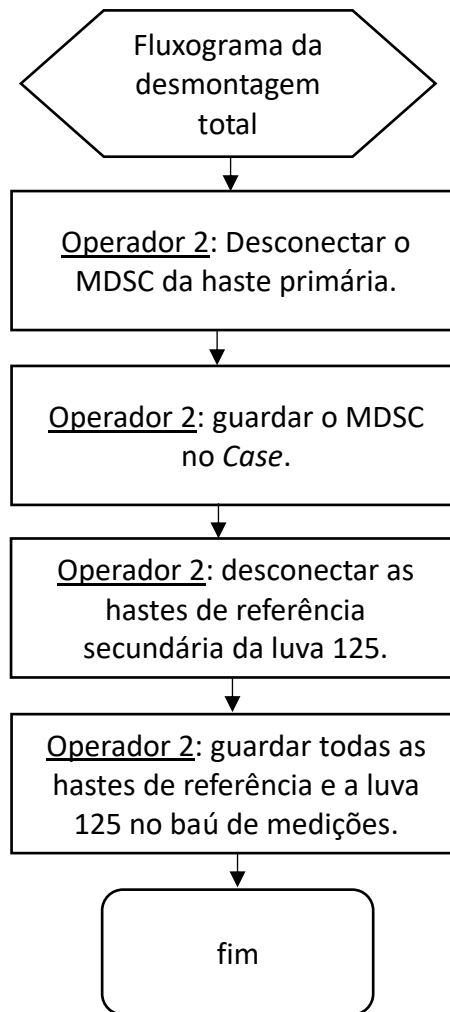 Fluxograma da
desmontagem
total
Operador 2: Desconectar o
MDSC da haste primária.
Operador 2: guardar o MDSC
no Case.
Operador 2: desconectar as
hastes de referência
secundária da luva 125.
Operador 2: guardar todas as
hastes de referência e a luva
125 no baú de medições.
fim